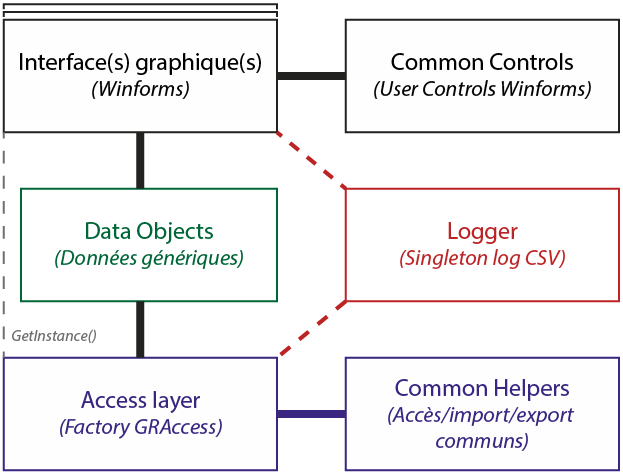 Interface(s) graphique(s)
(Winforms)
Common Controls
(User Controls Winforms)
Data Objects
(Données génériques)
Logger
(Singleton log CSV)
GetInstance()
Access layer
(Factory GRAccess)
Common Helpers
(Accès/import/export
communs)